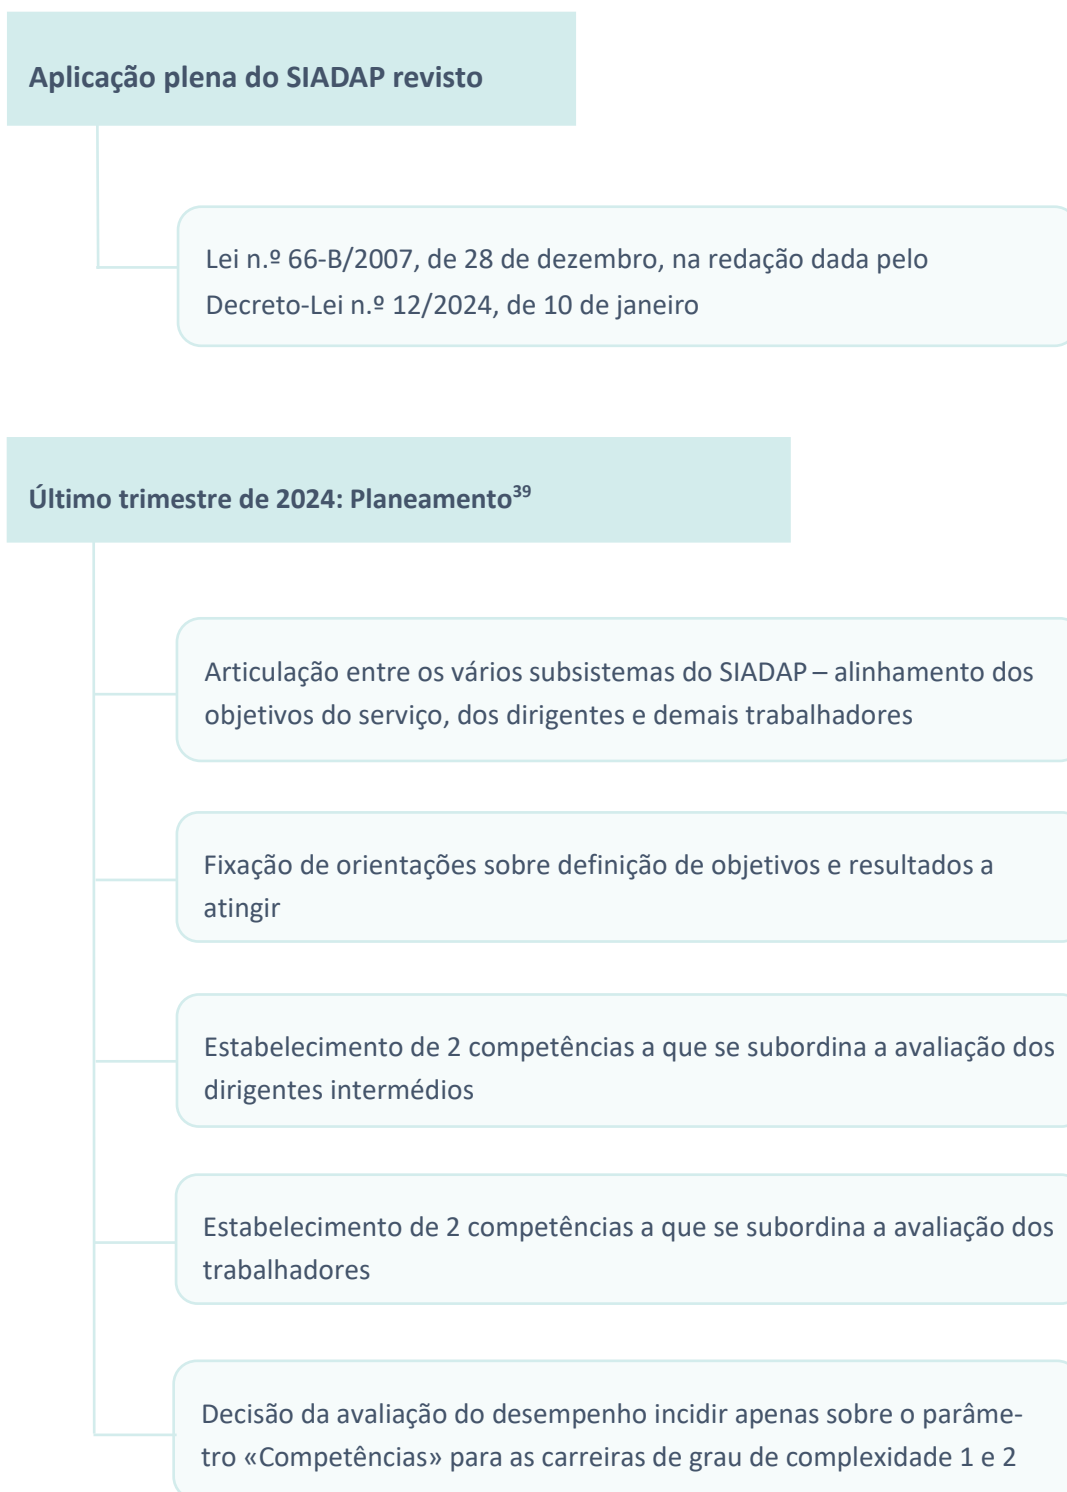 Aplicação plena do SIADAP revisto
Lei n.º 66-B/2007, de 28 de dezembro, na redação dada pelo
Decreto-Lei n.º 12/2024, de 10 de janeiro
Último trimestre de 2024: Planeamento³⁹
Articulação entre os vários subsistemas do SIADAP – alinhamento dos
objetivos do serviço, dos dirigentes e demais trabalhadores
Fixação de orientações sobre definição de objetivos e resultados a
atingir
Estabelecimento de 2 competências a que se subordina a avaliação dos
dirigentes intermédios
Estabelecimento de 2 competências a que se subordina a avaliação dos
trabalhadores
Decisão da avaliação do desempenho incidir apenas sobre o parâme-
tro «Competências» para as carreiras de grau de complexidade 1 e 2